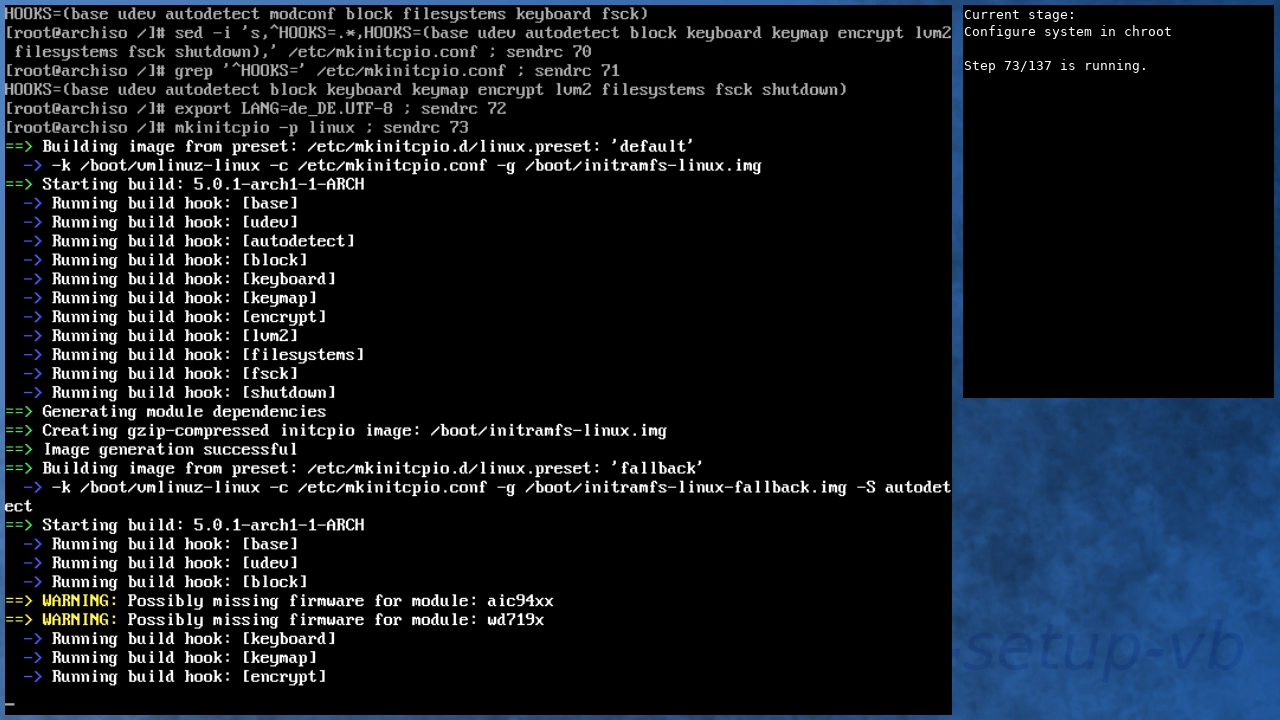 HOOKS=(base udev autodetect modconf block filesystems keyboard fsck)
[root@archiso /]# sed -i 's,^HOOKS=.*,HOOKS=(base udev autodetect block keyboard keymap encrypt lvm2
 filesystems fsck shutdown),' /etc/mkinitcpio.conf ; sendrc 70
[root@archiso /]# grep '^HOOKS=' /etc/mkinitcpio.conf ; sendrc 71
HOOKS=(base udev autodetect block keyboard keymap encrypt lvm2 filesystems fsck shutdown)
[root@archiso /]# export LANG=de_DE.UTF-8 ; sendrc 72
[root@archiso /]# mkinitcpio -p linux ; sendrc 73
==> Building image from preset: /etc/mkinitcpio.d/linux.preset: 'default'
  -> -k /boot/vmlinuz-linux -c /etc/mkinitcpio.conf -g /boot/initramfs-linux.img
==> Starting build: 5.0.1-arch1-1-ARCH
  -> Running build hook: [base]
  -> Running build hook: [udev]
  -> Running build hook: [autodetect]
  -> Running build hook: [block]
  -> Running build hook: [keyboard]
  -> Running build hook: [keymap]
  -> Running build hook: [encrypt]
  -> Running build hook: [lvm2]
  -> Running build hook: [filesystems]
  -> Running build hook: [fsck]
  -> Running build hook: [shutdown]
==> Generating module dependencies
==> Creating gzip-compressed initcpio image: /boot/initramfs-linux.img
==> Image generation successful
==> Building image from preset: /etc/mkinitcpio.d/linux.preset: 'fallback'
  -> -k /boot/vmlinuz-linux -c /etc/mkinitcpio.conf -g /boot/initramfs-linux-fallback.img -S autodet
ect
==> Starting build: 5.0.1-arch1-1-ARCH
  -> Running build hook: [base]
  -> Running build hook: [udev]
  -> Running build hook: [block]
==> WARNING: Possibly missing firmware for module: aic94xx
==> WARNING: Possibly missing firmware for module: wd719x
  -> Running build hook: [keyboard]
  -> Running build hook: [keymap]
  -> Running build hook: [encrypt]
Current stage:
Configure system in chroot
Step 73/137 is running.
-setup-vb